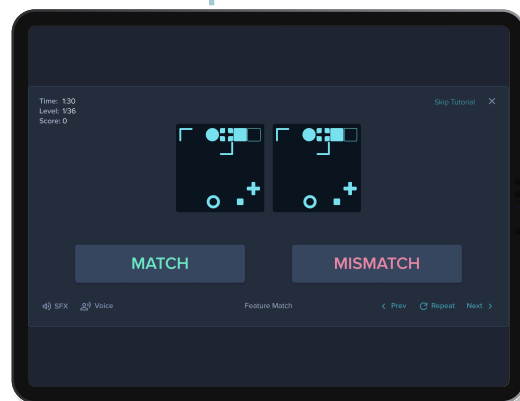 Time: 1:30
Level: 1/36
Score: 0
Skip Tutorial
MATCH
MISMATCH
SFX
Voice
Feature Match
Prev
Repeat
Next